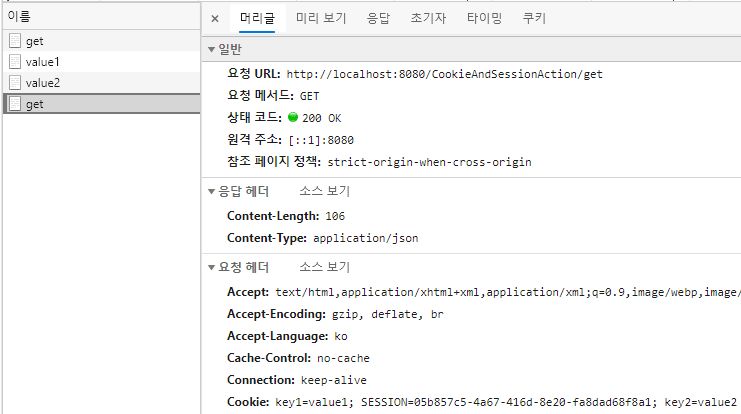 이름
get
value1
value2
get
× 머리글 미리 보기 응답 초기자 타이밍 쿠키
▼일반
요청 URL: http://localhost:8080/CookieAndSessionAction/get
요청 메서드: GET
상태 코드: 200 OK
원격 주소: [::1]:8080
참조 페이지 정책: strict-origin-when-cross-origin
▼응답 헤더 소스 보기
Content-Length: 106
Content-Type: application/json
▼요청 헤더 소스 보기
Accept: text/html,application/xhtml+xml,application/xml;q=0.9,image/webp,image/
Accept-Encoding: gzip, deflate, br
Accept-Language: ko
Cache-Control: no-cache
Connection: keep-alive
Cookie: key1=value1; SESSION=05b857c5-4a67-416d-8e20-fa8dad68f8a1; key2=value2